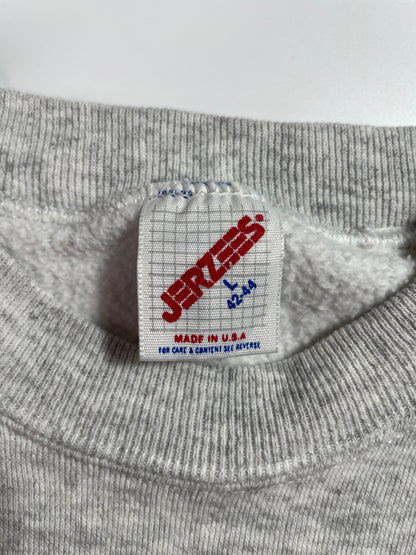 JERZEES®
L
42-44
MADE IN U.S.A
FOR CARE & CONTENT SEE REVERSE